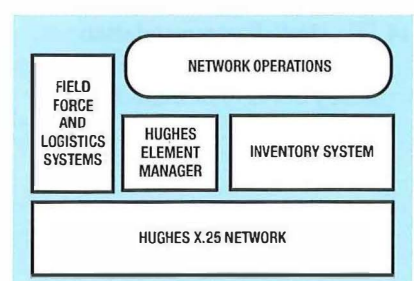 NETWORK OPERATIONS
FIELD
FORCE
AND
LOGISTICS
SYSTEMS
HUGHES
ELEMENT
MANAGER
INVENTORY SYSTEM
HUGHES X.25 NETWORK